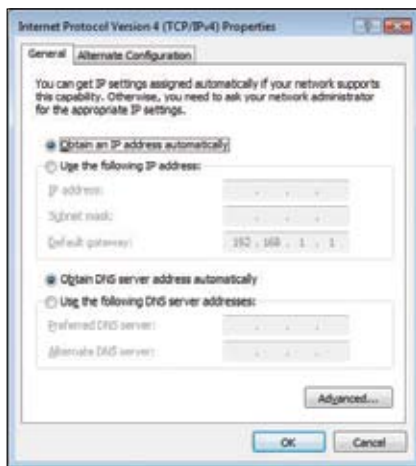 Internet Protocol Version 4 (TCP/IPv4) Properties
General Alternate Configuration
You can get IP settings assigned automatically if your network supports
this capability. Otherwise, you need to ask your network administrator
for the appropriate IP settings.
Obtain an IP address automatically
Use the following IP address:
IP address:
Subnet mask:
Default gateway: 192 . 168 . 1 . 1
Obtain DNS server address automatically
Use the following DNS server addresses:
Preferred DNS server:
Alternate DNS server:
Advanced...
OK Cancel